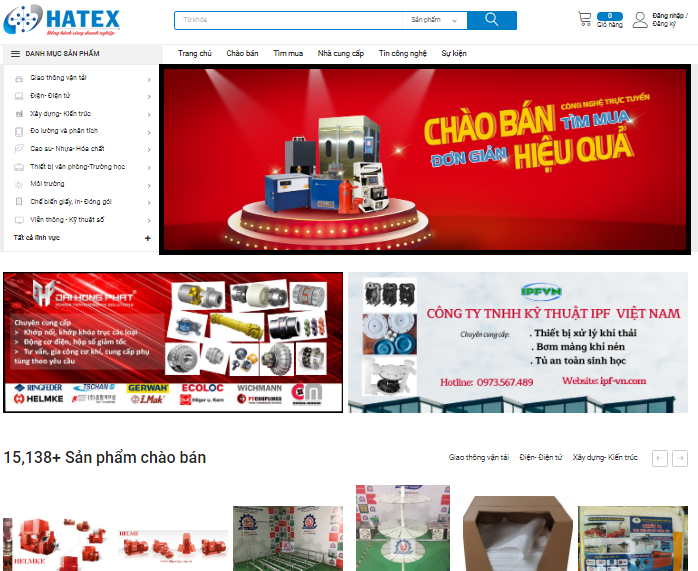 HATEX
Đồng hành cùng doanh nghiệp
Từ khóa.
Sản phẩm
0
Giỏ hàng
Đăng nhập /
Đăng ký
DANH MỤC SẢN PHẨM
Trang chủ
Chào bán
Tìm mua
Nhà cung cấp
Tin công nghệ
Sự kiện
Giao thông vận tải
Điện- Điện tử
Xây dựng- Kiến trúc
Đo lường và phân tích
Cao su- Nhựa- Hóa chất
Thiết bị văn phòng-Trường học
Môi trường
Chế biến giấy, In- Đóng gói
Viễn thông - Kỹ thuật số
Tất cả lĩnh vực
CÔNG NGHỆ TRỰC TUYẾN
CHÀO BÁN TÌM MUA
ĐƠN GIẢN HIỆU QUẢ
DAI HONG PHAT
POWER TRANSMISSION SOLUTIONS
Chuyên cung cấp
> Khớp nối, khớp khóa trục các loại
> Động cơ điện, hộp số giảm tốc
> Tư vấn, gia công cơ khí, cung cấp phụ
tùng theo yêu cầu
RINGFEDER
TSCHAN
GERWAH
ECOLOC
WICHMANN
HELMKE
E.Mak
Häger u. Kern
FTCOUPLINGS
IPFVN
CÔNG TY TNHH KỸ THUẬT IPF VIỆT NAM
Chuyên cung cấp:
. Thiết bị xử lý khí thải
. Bơm màng khí nén
. Tủ an toàn sinh học
Hotline: 0973.567.489
Website: ipf-vn.com
15,138+ Sản phẩm chào bán
Giao thông vận tải
Điện- Điện tử
Xây dựng- Kiến trúc
HELMKE
HELME